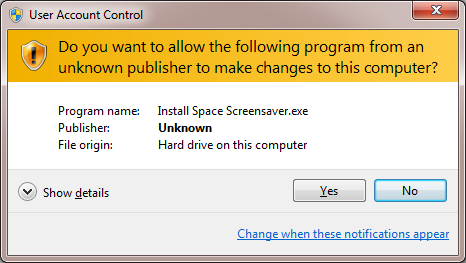 User Account Control
Do you want to allow the following program from an
unknown publisher to make changes to this computer?
Program name: Install Space Screensaver.exe
Publisher: Unknown
File origin: Hard drive on this computer
Show details Yes No
Change when these notifications appear